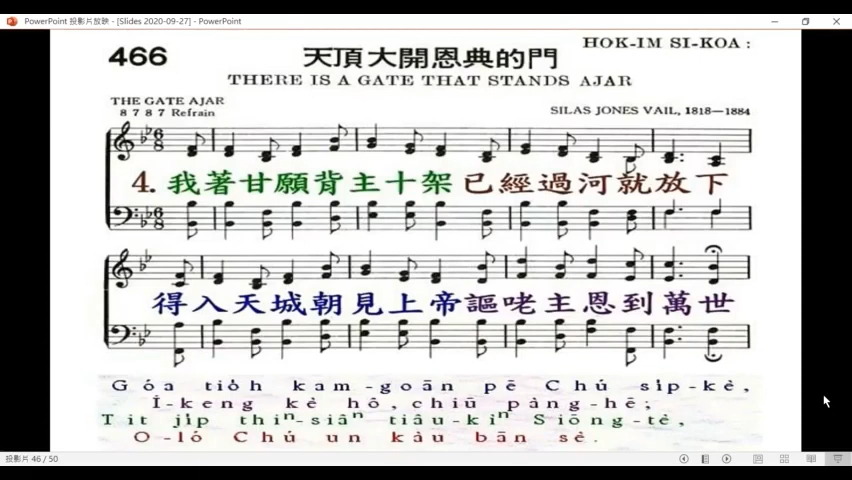 PowerPoint 投影片放映 - [Slides 2020-09-27] - PowerPoint
466
天頂大開恩典的門
HOK-IM SI-KOA :
THERE IS A GATE THAT STANDS AJAR
THE GATE AJAR
8 7 8 7 Refrain
SILAS JONES VAIL, 1818—1884
4. 我著甘願背主十架 已經過河就放下
得入天城朝見上帝 謳咾主恩到萬世
Góa tio̍h kam-goān pē Chú si̍p-kè,
Í-keng kè hô, chiū pàng-hē;
Tit ji̍p thiⁿ-siâⁿ tiâu-kìⁿ Siōng-tè,
O-ló Chú un kàu bān sè.
投影片 46 / 50